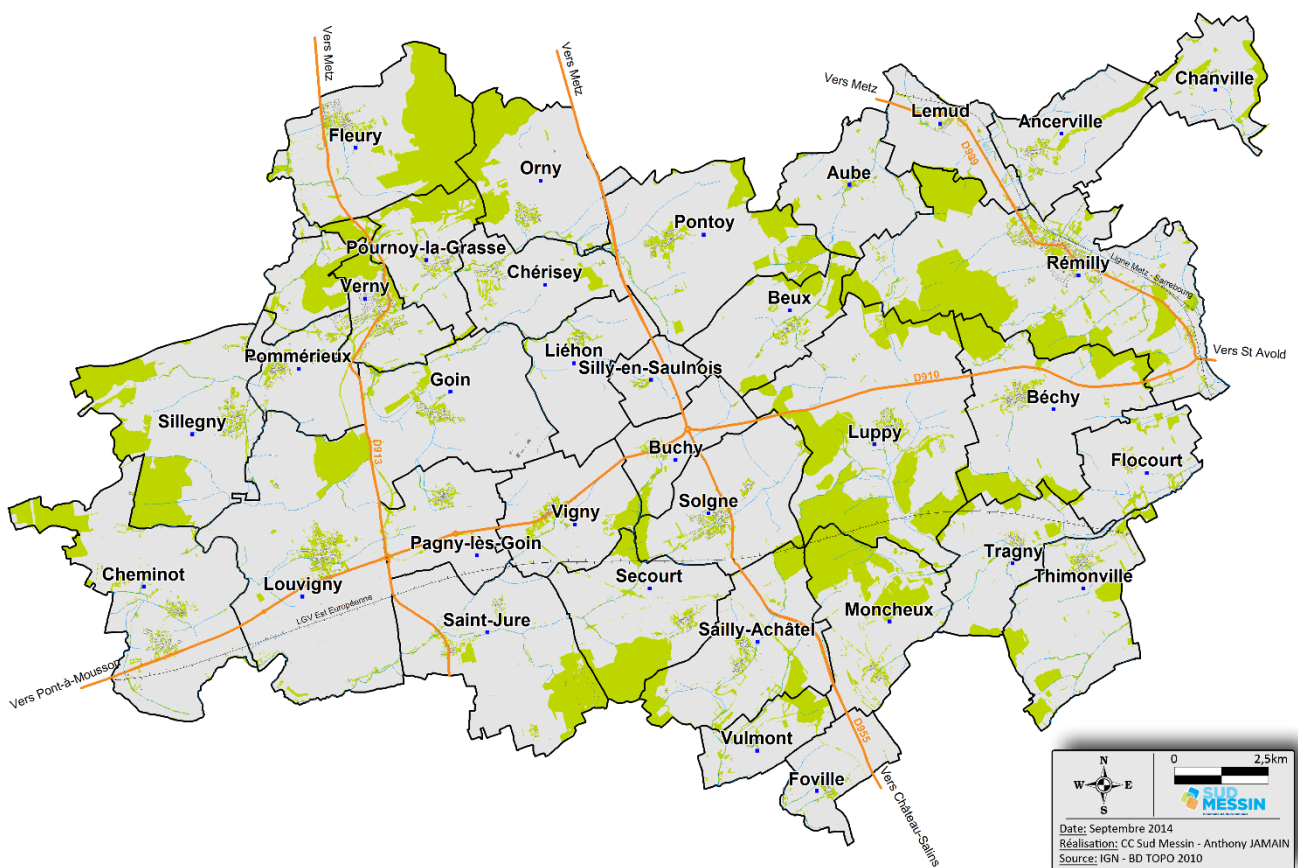 Vers Metz
Vers Metz
Vers Metz
Chanville
Lemud
Ancerville
Fleury
D999
Orny
Aube
Pontoy
Pournoy-la-Grasse
Chérisey
Rémilly
Ligne Metz - Sarrebourg
Verny
Beux
Liéhon
Pommérieux
Silly-en-Saulnois
Vers St Avold
Goin
D910
Béchy
Sillegny
Luppy
D913
Buchy
Flocourt
Solgne
Vigny
Pagny-lès-Goin
Tragny
Cheminot
Louvigny
Secourt
Thimonville
LGV Est Européenne
Saint-Jure
Moncheux
Sailly-Achâtel
Vers Pont-à-Mousson
D955
Vulmont
Foville
Vers Château-Salins
N
W E
S
0 2,5km
SUD
MESSIN
Date: Septembre 2014
Réalisation: CC Sud Messin - Anthony JAMAIN
Source: IGN - BD TOPO 2010